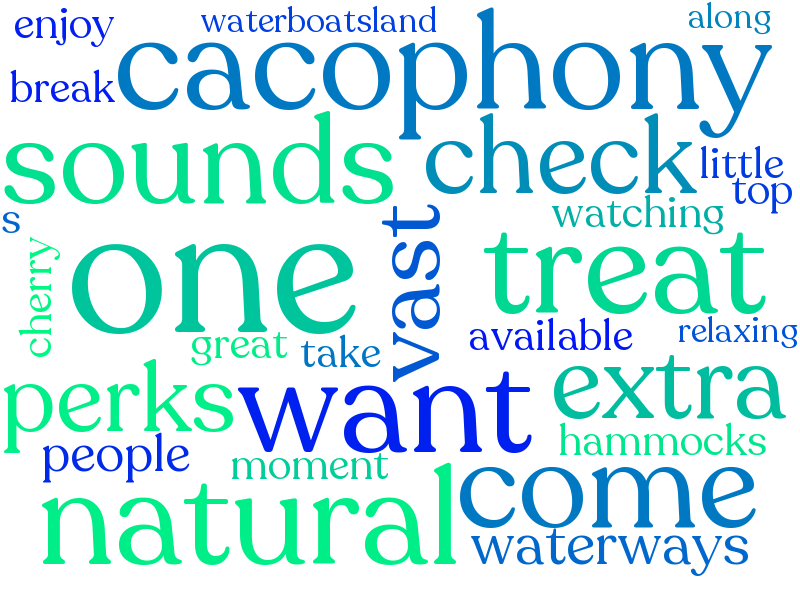 enjoy
waterboatsland
along
cacophony
break
sounds
check
little
top
s
watching
cherry
one
vast
treat
great
take
available
relaxing
perks
want
extra
people
moment
hammocks
natural
come
waterways